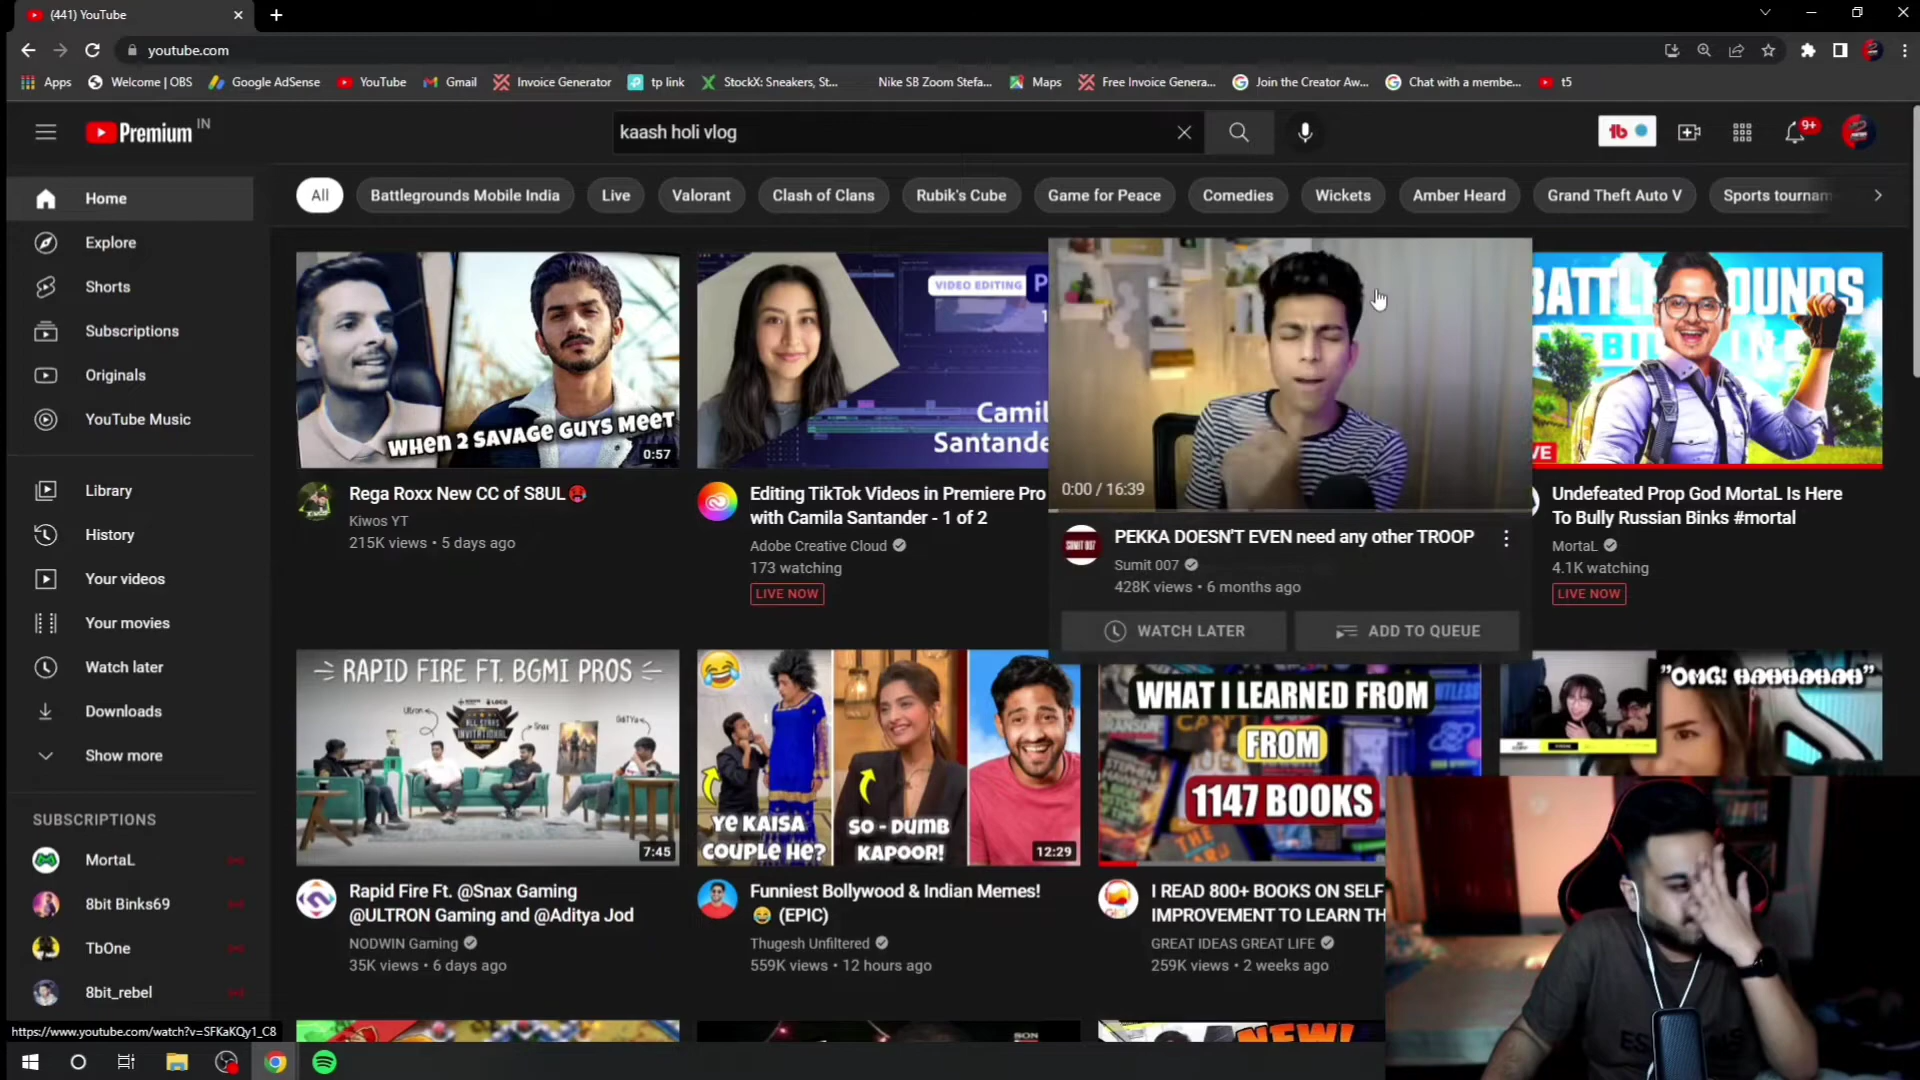 (441) YouTube
youtube.com
Apps
Welcome | OBS
Google AdSense
YouTube
Gmail
Invoice Generator
tp link
StockX: Sneakers, St...
Nike SB Zoom Stefa...
Maps
Free Invoice Genera...
Join the Creator Aw...
Chat with a membe...
t5
Premium IN
kaash holi vlog
9+
Home
Explore
Shorts
Subscriptions
Originals
YouTube Music
Library
History
Your videos
Your movies
Watch later
Downloads
Show more
SUBSCRIPTIONS
MortaL
8bit Binks69
TbOne
8bit_rebel
https://www.youtube.com/watch?v=SFKaKQy1_C8
All
Battlegrounds Mobile India
Live
Valorant
Clash of Clans
Rubik's Cube
Game for Peace
Comedies
Wickets
Amber Heard
Grand Theft Auto V
Sports tournam
WHEN 2 SAVAGE GUYS MEET
0:57
Rega Roxx New CC of S8UL
Kiwos YT
215K views • 5 days ago
VIDEO EDITING
Camil
Santander
Editing TikTok Videos in Premiere Pro
with Camila Santander - 1 of 2
Adobe Creative Cloud
173 watching
LIVE NOW
0:00 / 16:39
SUMIT 007
PEKKA DOESN'T EVEN need any other TROOP
Sumit 007
428K views • 6 months ago
WATCH LATER
ADD TO QUEUE
Undefeated Prop God MortaL Is Here
To Bully Russian Binks #mortal
MortaL
4.1K watching
LIVE NOW
RAPID FIRE FT. BGMI PROS
Ultron
Snax
ALL STARS
INVITATIONAL
7:45
Rapid Fire Ft. @Snax Gaming
@ULTRON Gaming and @Aditya Jod
NODWIN Gaming
35K views • 6 days ago
YE KAISA
COUPLE HE?
SO - DUMB
KAPOOR!
12:29
Funniest Bollywood & Indian Memes!
😂 (EPIC)
Thugesh Unfiltered
559K views • 12 hours ago
WHAT I LEARNED FROM
FROM
1147 BOOKS
I READ 800+ BOOKS ON SELF
IMPROVEMENT TO LEARN TH
GREAT IDEAS GREAT LIFE
259K views • 2 weeks ago
"OMG! HAHAHAHAH"
NEW!